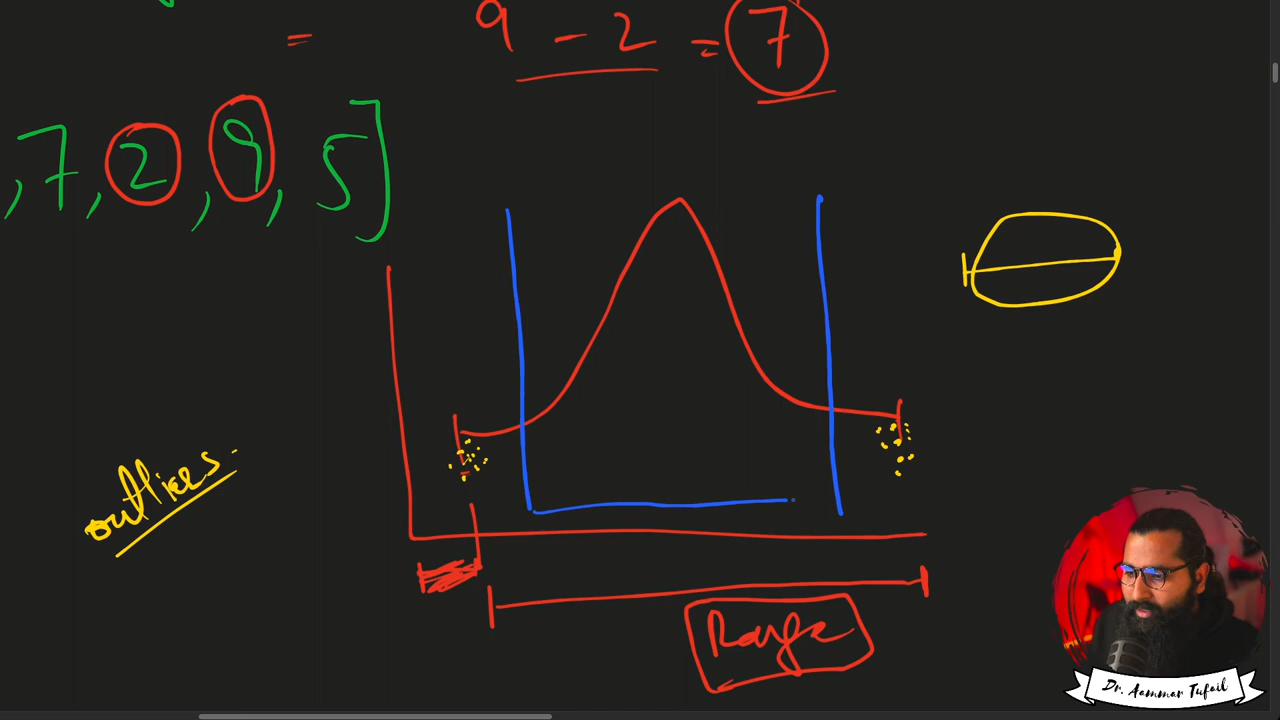 = 9 - 2 = 7
, 7, 2, 9, 5]
outliers
Range
Dr. Aammar Tufail